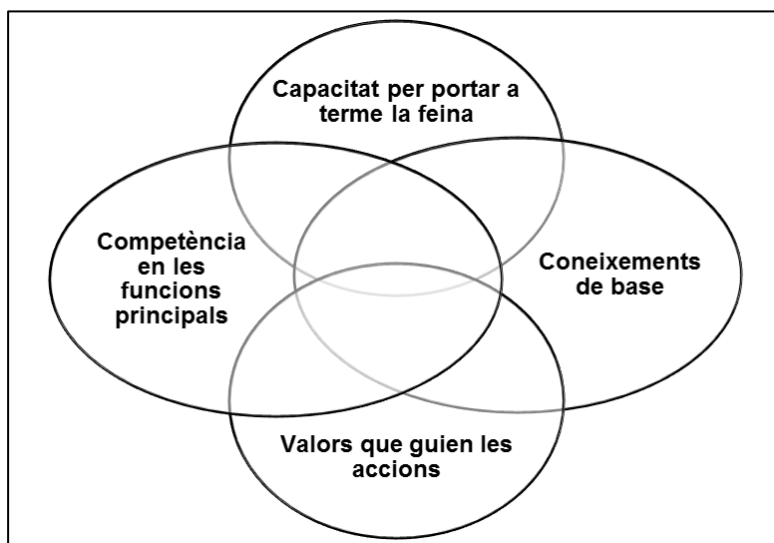 Capacitat per portar a
terme la feina
Competència
en les
funcions
principals
Coneixements
de base
Valors que guien les
accions